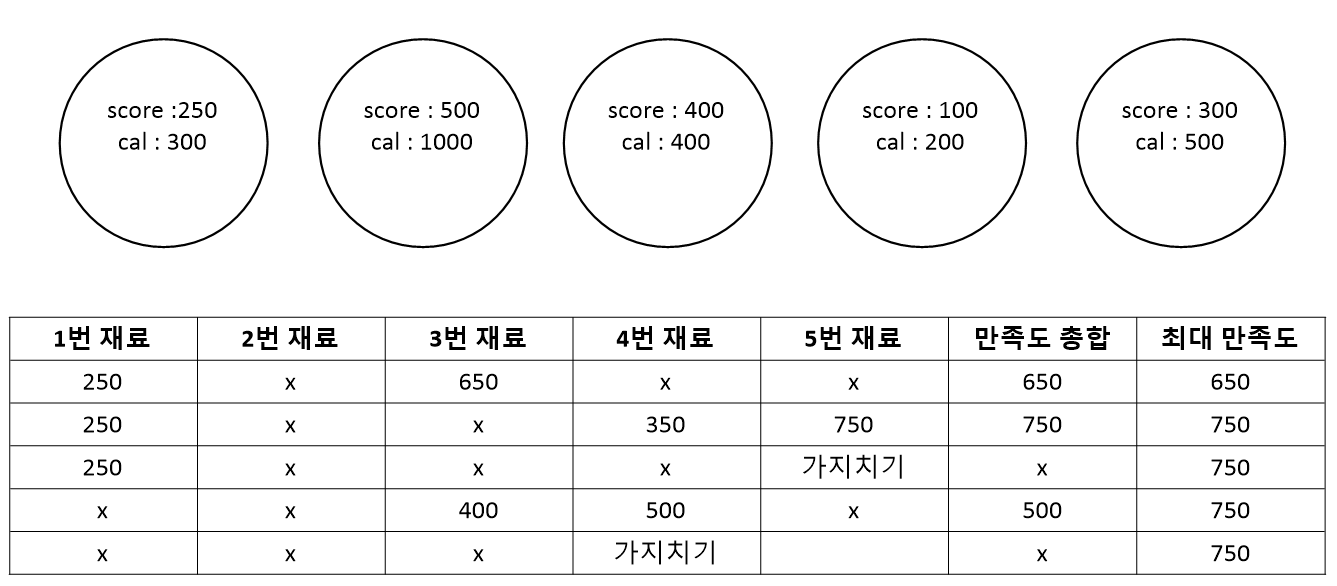 score :250
cal : 300
score : 500
cal : 1000
score : 400
cal : 400
score : 100
cal : 200
score : 300
cal : 500
1번 재료 2번 재료 3번 재료 4번 재료 5번 재료 만족도 총합 최대 만족도
250 x 650 x x 650 650
250 x x 350 750 750 750
250 x x x 가지치기 x 750
x x 400 500 x 500 750
x x x 가지치기 x 750